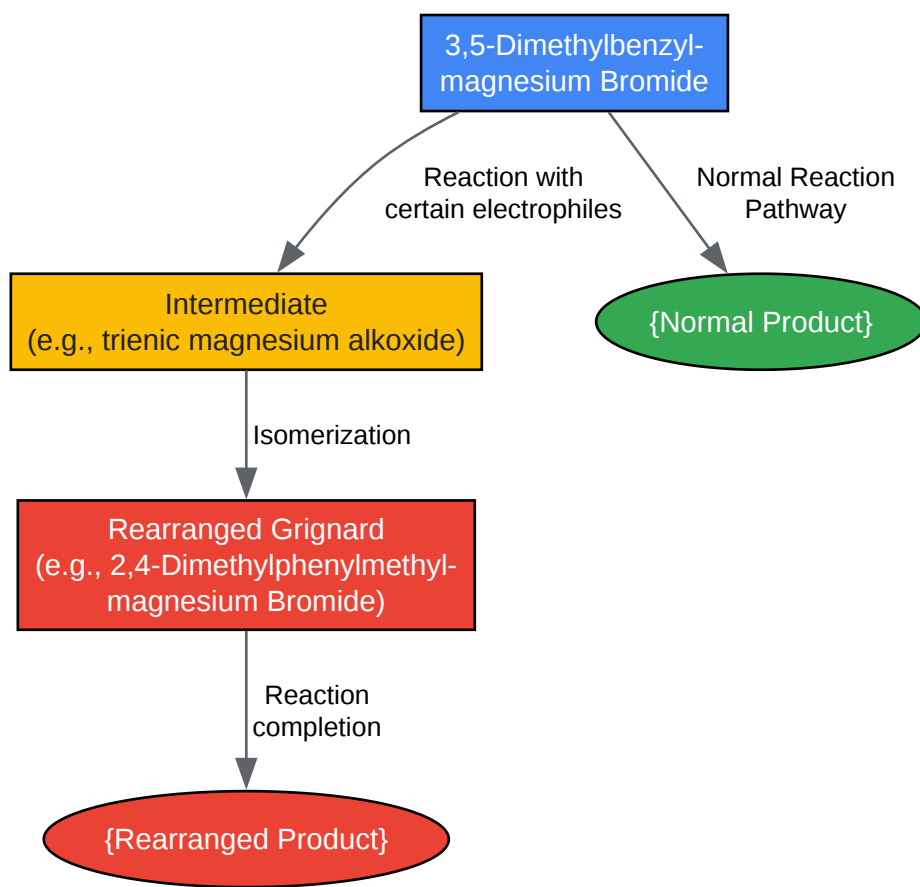 3,5-Dimethylbenzyl-
magnesium Bromide
Reaction with
certain electrophiles
Normal Reaction
Pathway
Intermediate
(e.g., trienic magnesium alkoxide)
{Normal Product}
Isomerization
Rearranged Grignard
(e.g., 2,4-Dimethylphenylmethyl-
magnesium Bromide)
Reaction
completion
{Rearranged Product}